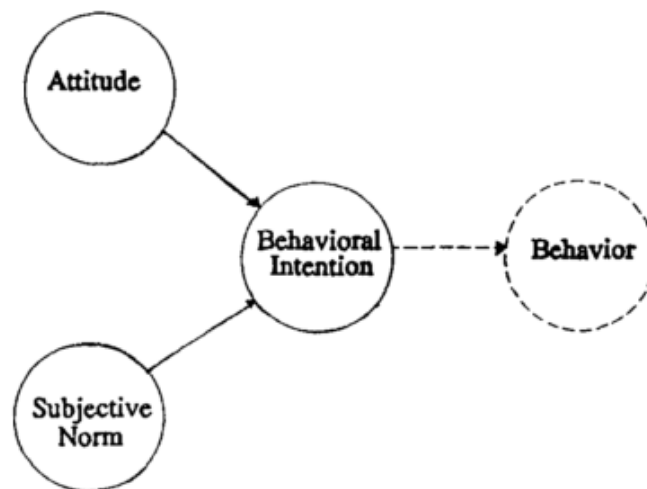 Attitude
Behavioral
Intention
Behavior
Subjective
Norm